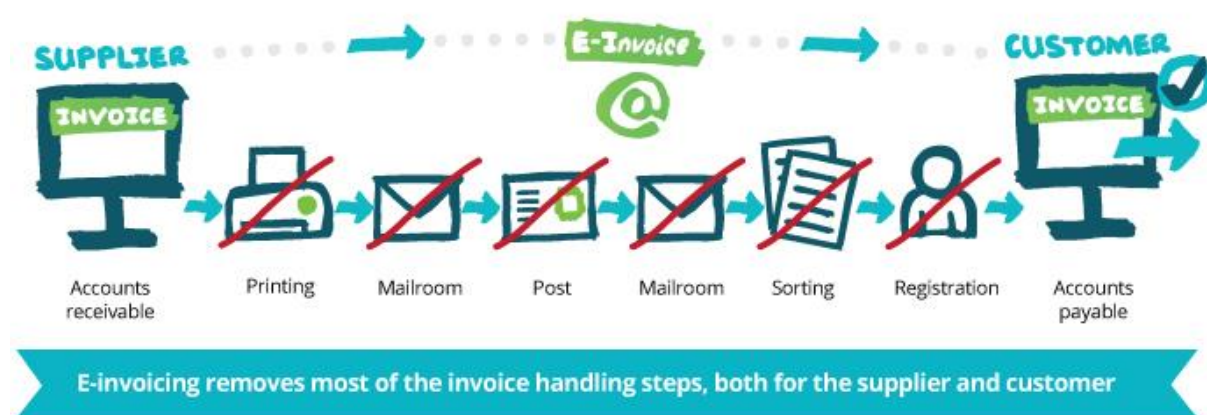 SUPPLIER
E-Invoice
CUSTOMER
INVOICE
@
INVOICE
Accounts
receivable
Printing
Mailroom
Post
Mailroom
Sorting
Registration
Accounts
payable
E-invoicing removes most of the invoice handling steps, both for the supplier and customer